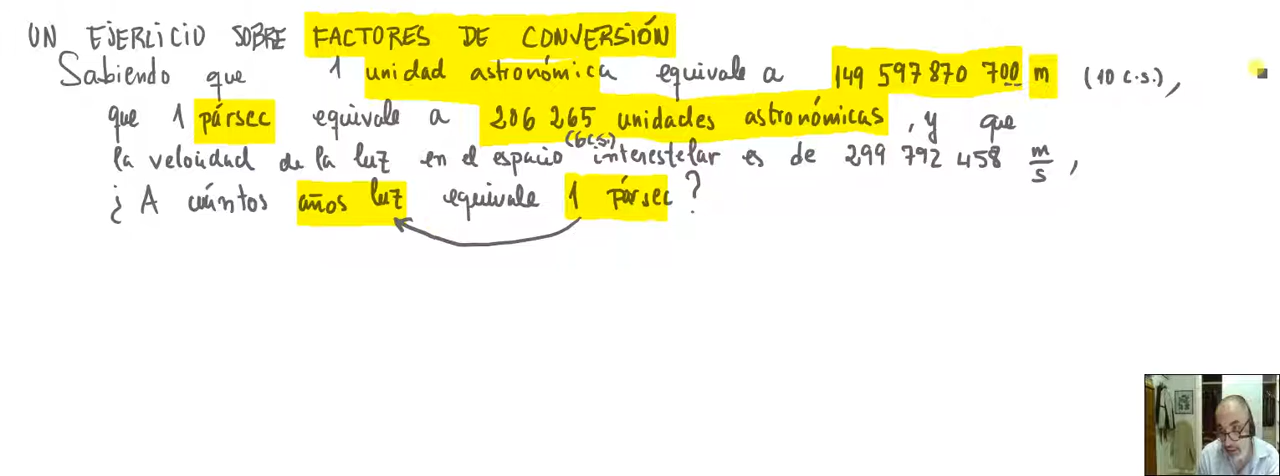 UN EJERCICIO SOBRE FACTORES DE CONVERSIÓN
Sabiendo que 1 unidad astronómica equivale a 149 597 870 700 m (10 c.s.),
que 1 pársec equivale a 206 265 unidades astronómicas, y que
(6 c.s.)
la velocidad de la luz en el espacio interestelar es de 299 792 458 m/s,
¿A cuántos años luz equivale 1 pársec?